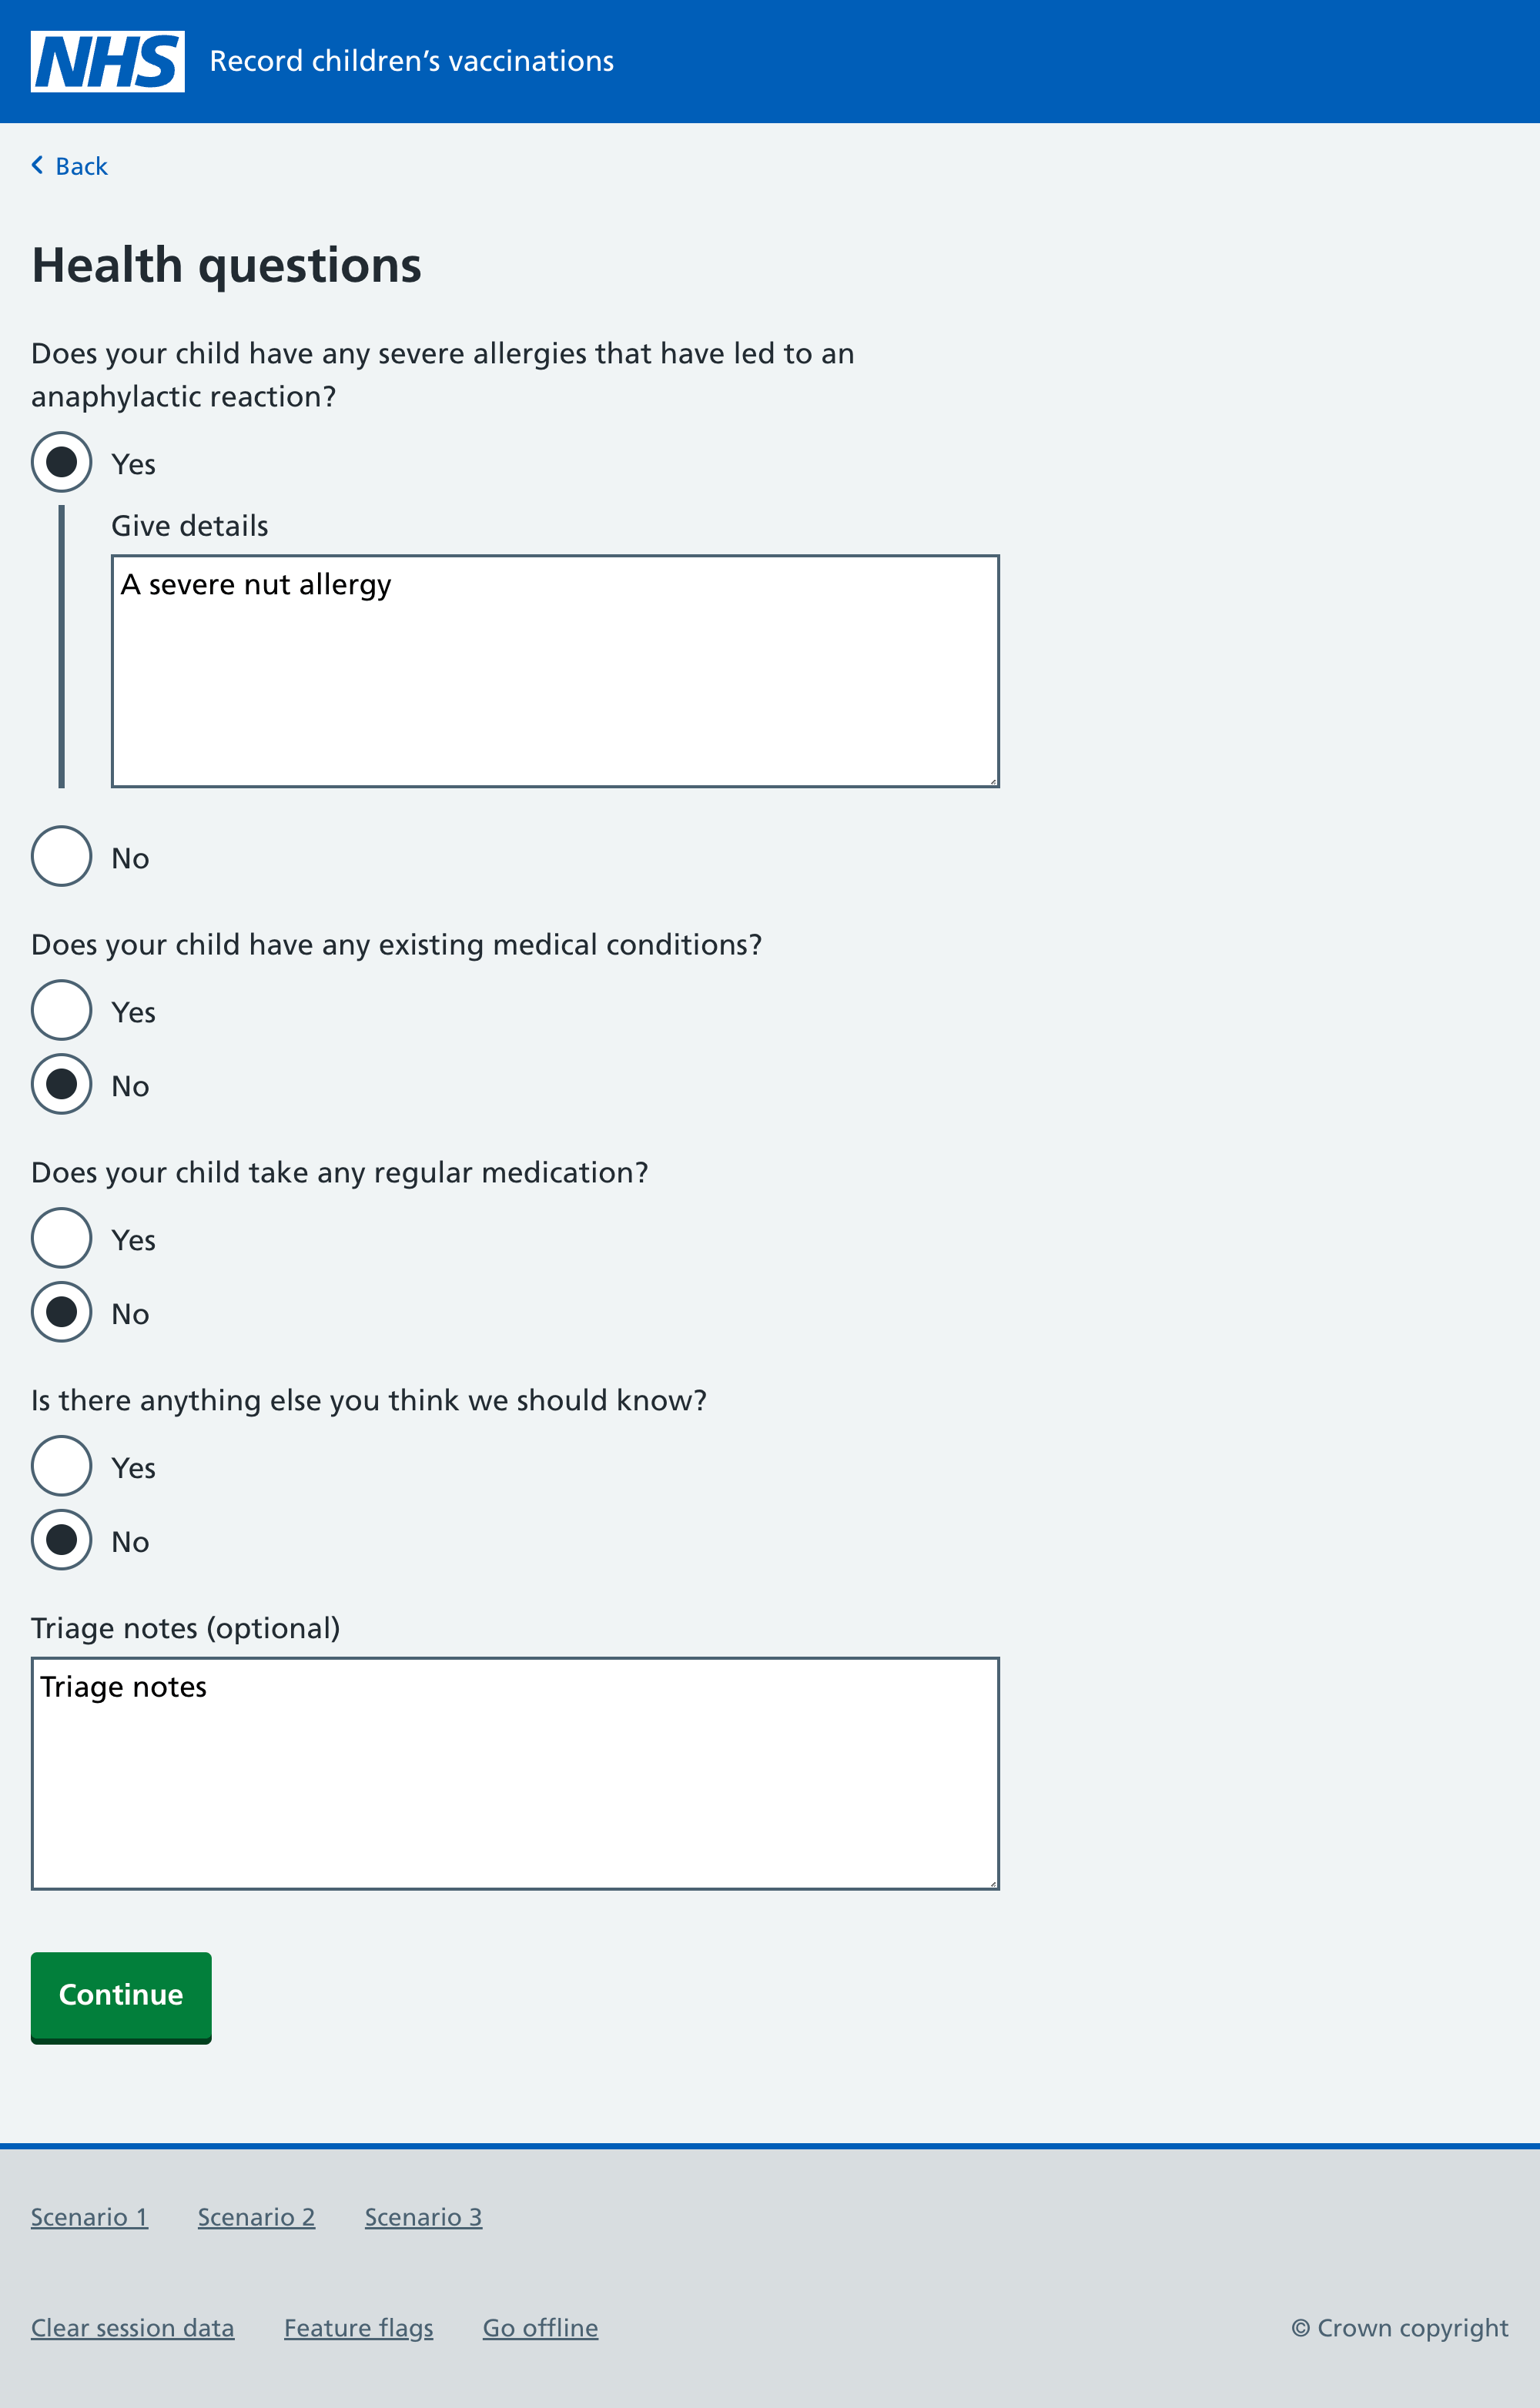 NHS Record children’s vaccinations
Back
Health questions
Does your child have any severe allergies that have led to an
anaphylactic reaction?
Yes
Give details
A severe nut allergy
No
Does your child have any existing medical conditions?
Yes
No
Does your child take any regular medication?
Yes
No
Is there anything else you think we should know?
Yes
No
Triage notes (optional)
Triage notes
Continue
Scenario 1 Scenario 2 Scenario 3
Clear session data Feature flags Go offline © Crown copyright